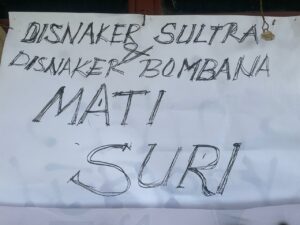 DISNAKER SULTRA
&
DISNAKER BOMBANA
MATI
SURI